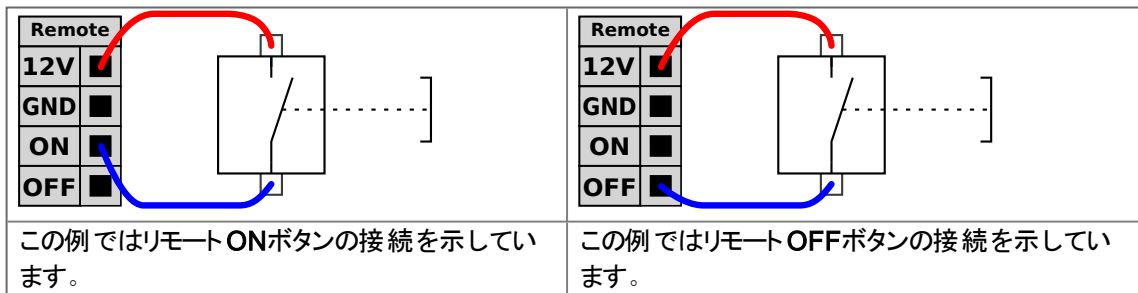 Remote
12V
GND
ON
OFF
この例ではリモートONボタンの接続を示してい
ます。
Remote
12V
GND
ON
OFF
この例ではリモートOFFボタンの接続を示してい
ます。